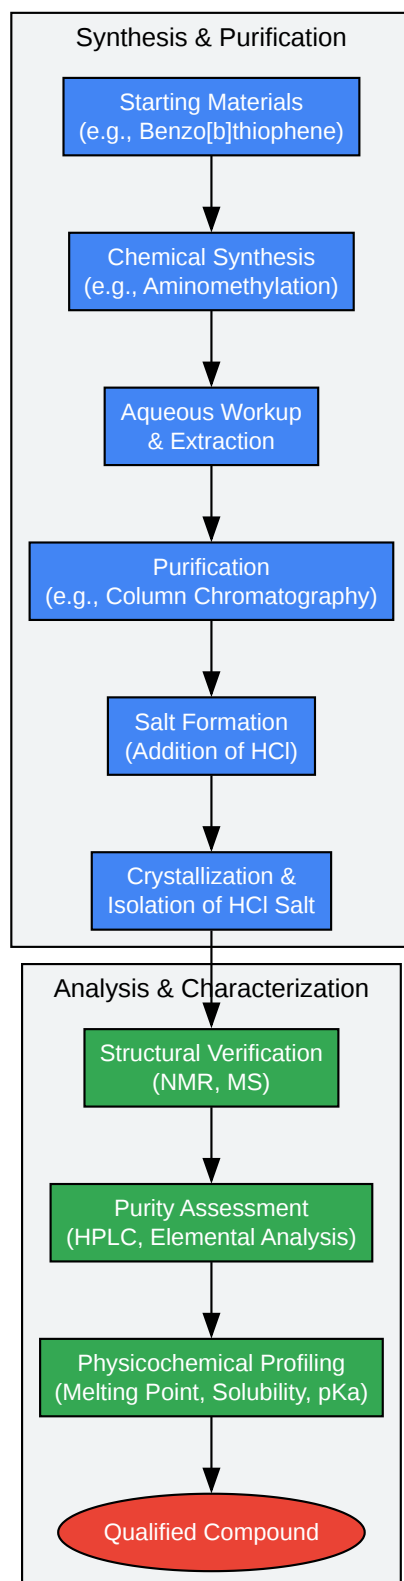 Synthesis & Purification
Starting Materials
(e.g., Benzo[b]thiophene)
Chemical Synthesis
(e.g., Aminomethylation)
Aqueous Workup
& Extraction
Purification
(e.g., Column Chromatography)
Salt Formation
(Addition of HCl)
Crystallization &
Isolation of HCl Salt
Analysis & Characterization
Structural Verification
(NMR, MS)
Purity Assessment
(HPLC, Elemental Analysis)
Physicochemical Profiling
(Melting Point, Solubility, pKa)
Qualified Compound